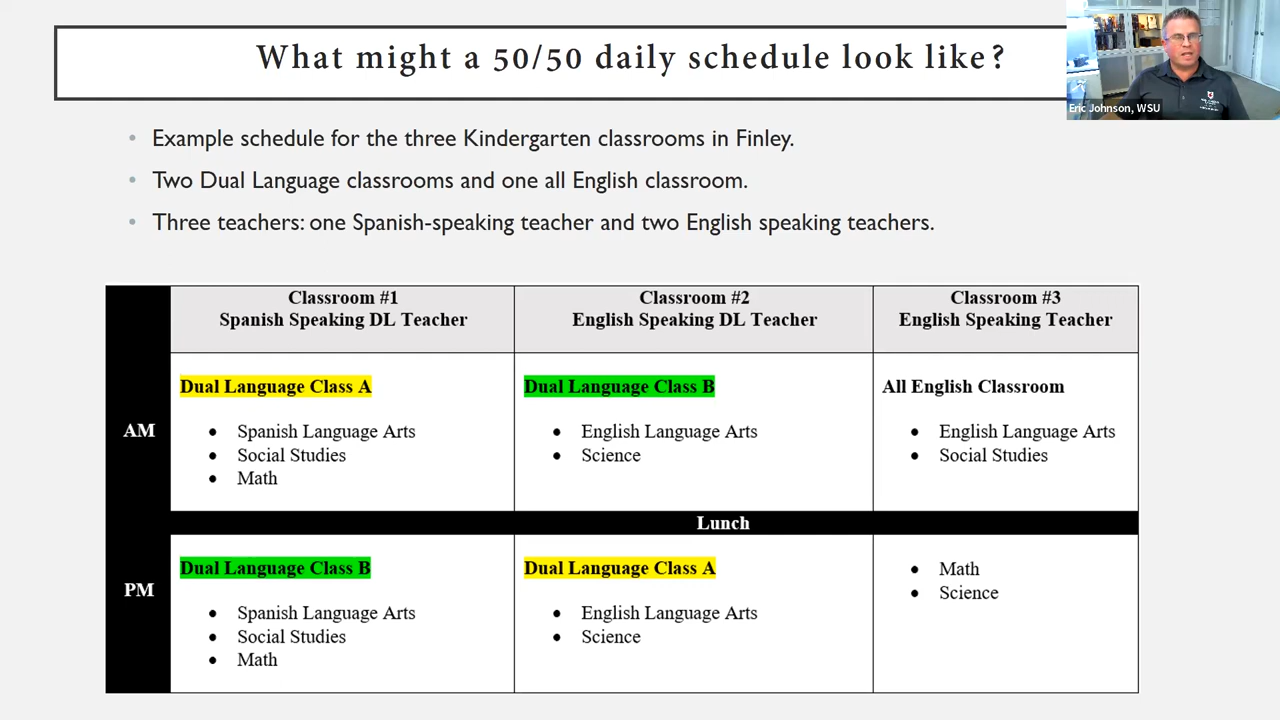 What might a 50/50 daily schedule look like?
Eric Johnson, WSU
• Example schedule for the three Kindergarten classrooms in Finley.
• Two Dual Language classrooms and one all English classroom.
• Three teachers: one Spanish-speaking teacher and two English speaking teachers.
Classroom #1
Spanish Speaking DL Teacher
Classroom #2
English Speaking DL Teacher
Classroom #3
English Speaking Teacher
AM
Dual Language Class A
• Spanish Language Arts
• Social Studies
• Math
Dual Language Class B
• English Language Arts
• Science
All English Classroom
• English Language Arts
• Social Studies
Lunch
PM
Dual Language Class B
• Spanish Language Arts
• Social Studies
• Math
Dual Language Class A
• English Language Arts
• Science
• Math
• Science